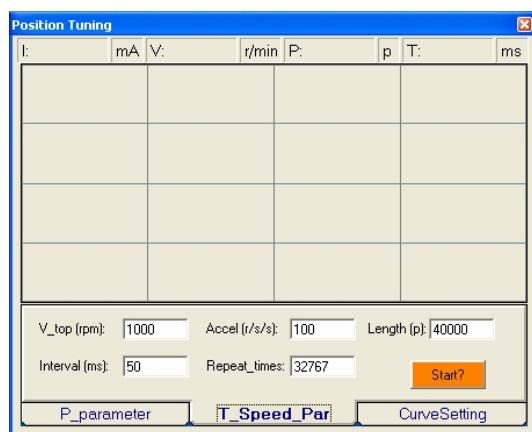 Position Tuning
I: mA V: r/min P: p T: ms
V_top (rpm): 1000 Accel (r/s/s): 100 Length (p): 40000
Interval (ms): 50 Repeat_times: 32767 Start?
P_parameter T_Speed_Par CurveSetting